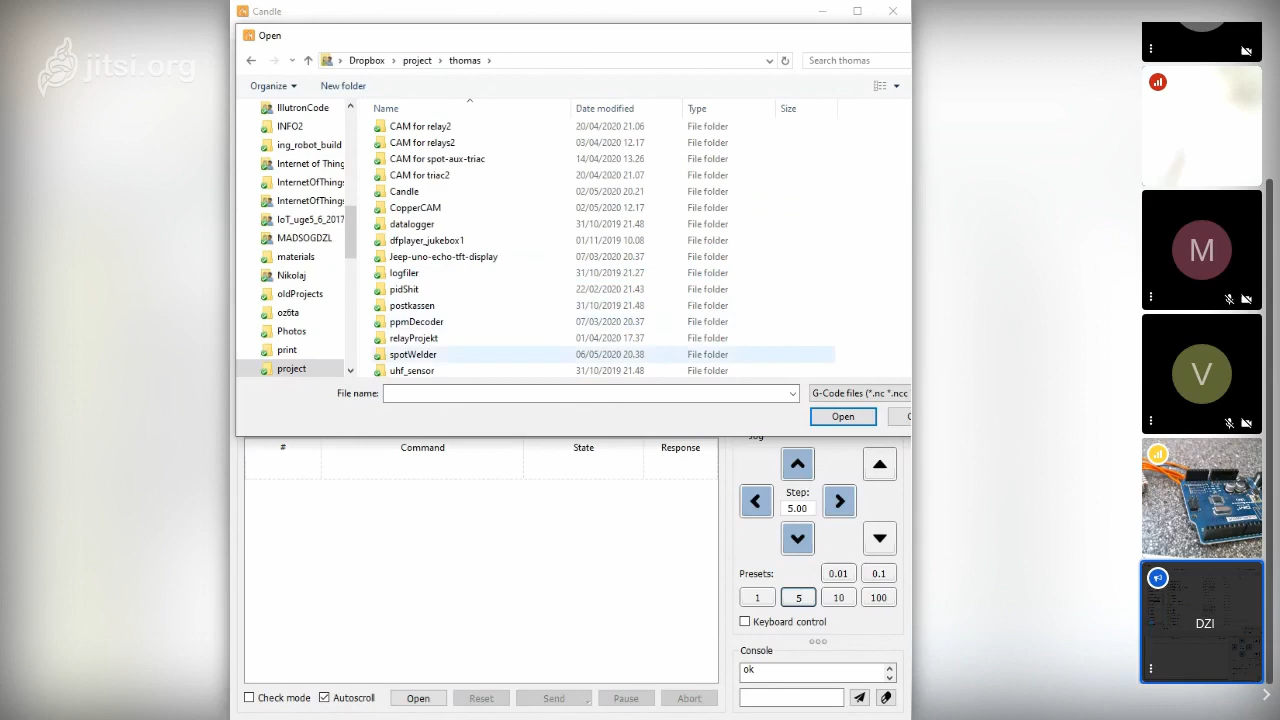 jitsi.org
Candle
Open
Dropbox
project
thomas
Search thomas
Organize
New folder
Name
Date modified
Type
Size
IllutronCode
INFO2
ing_robot_build
Internet of Thing
InternetOfThings
InternetOfThings
IoT_uge5_6_2017
MADSOGDZL
materials
Nikolaj
oldProjects
oz6ta
Photos
print
project
CAM for relay2 20/04/2020 21.06 File folder
CAM for relays2 03/04/2020 12.17 File folder
CAM for spot-aux-triac 14/04/2020 13.26 File folder
CAM for triac2 20/04/2020 21.07 File folder
Candle 02/05/2020 20.21 File folder
CopperCAM 02/05/2020 12.17 File folder
datalogger 31/10/2019 21.48 File folder
dfplayer_jukebox1 01/11/2019 10.08 File folder
Jeep-uno-echo-tft-display 07/03/2020 20.37 File folder
logfiler 31/10/2019 21.27 File folder
pidShit 22/02/2020 21.43 File folder
postkassen 31/10/2019 21.48 File folder
ppmDecoder 07/03/2020 20.37 File folder
relayProjekt 01/04/2020 17.37 File folder
spotWelder 06/05/2020 20.38 File folder
uhf_sensor 31/10/2019 21.48 File folder
File name:
G-Code files (*.nc *.ncc
Open
# Command State Response
Step:
5.00
Presets:
0.01 0.1
1 5 10 100
Keyboard control
Console
ok
Check mode
Autoscroll
Open
Reset
Send
Pause
Abort
M
V
DZI